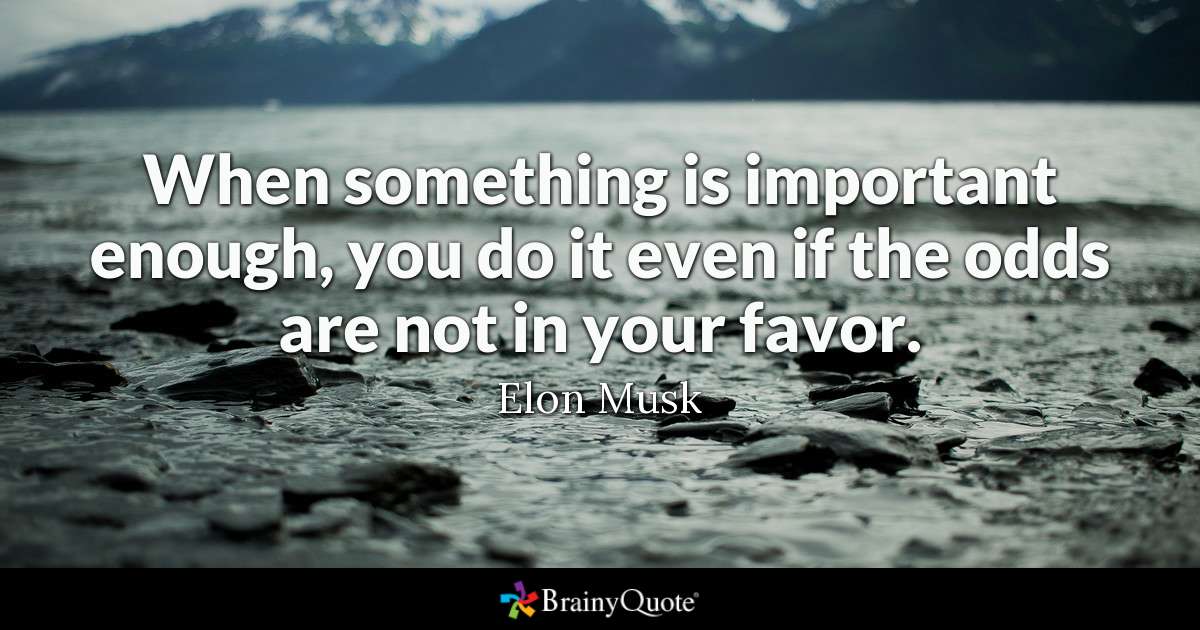 When something is important
enough, you do it even if the odds
are not in your favor.
Elon Musk
BrainyQuote®